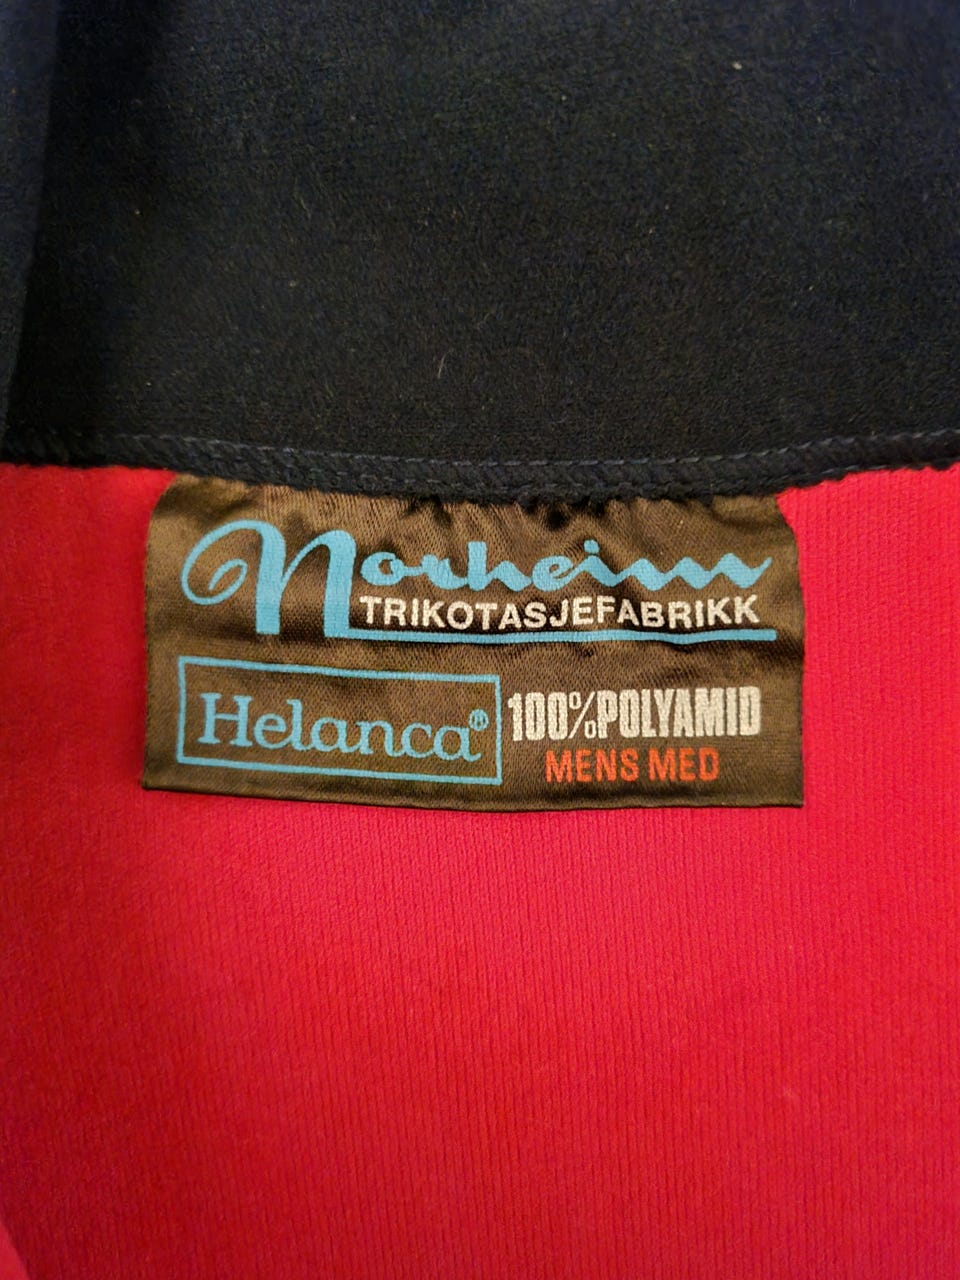 Norheim
TRIKOTASJEFABRIKK
Helanca® 100% POLYAMID
MENS MED